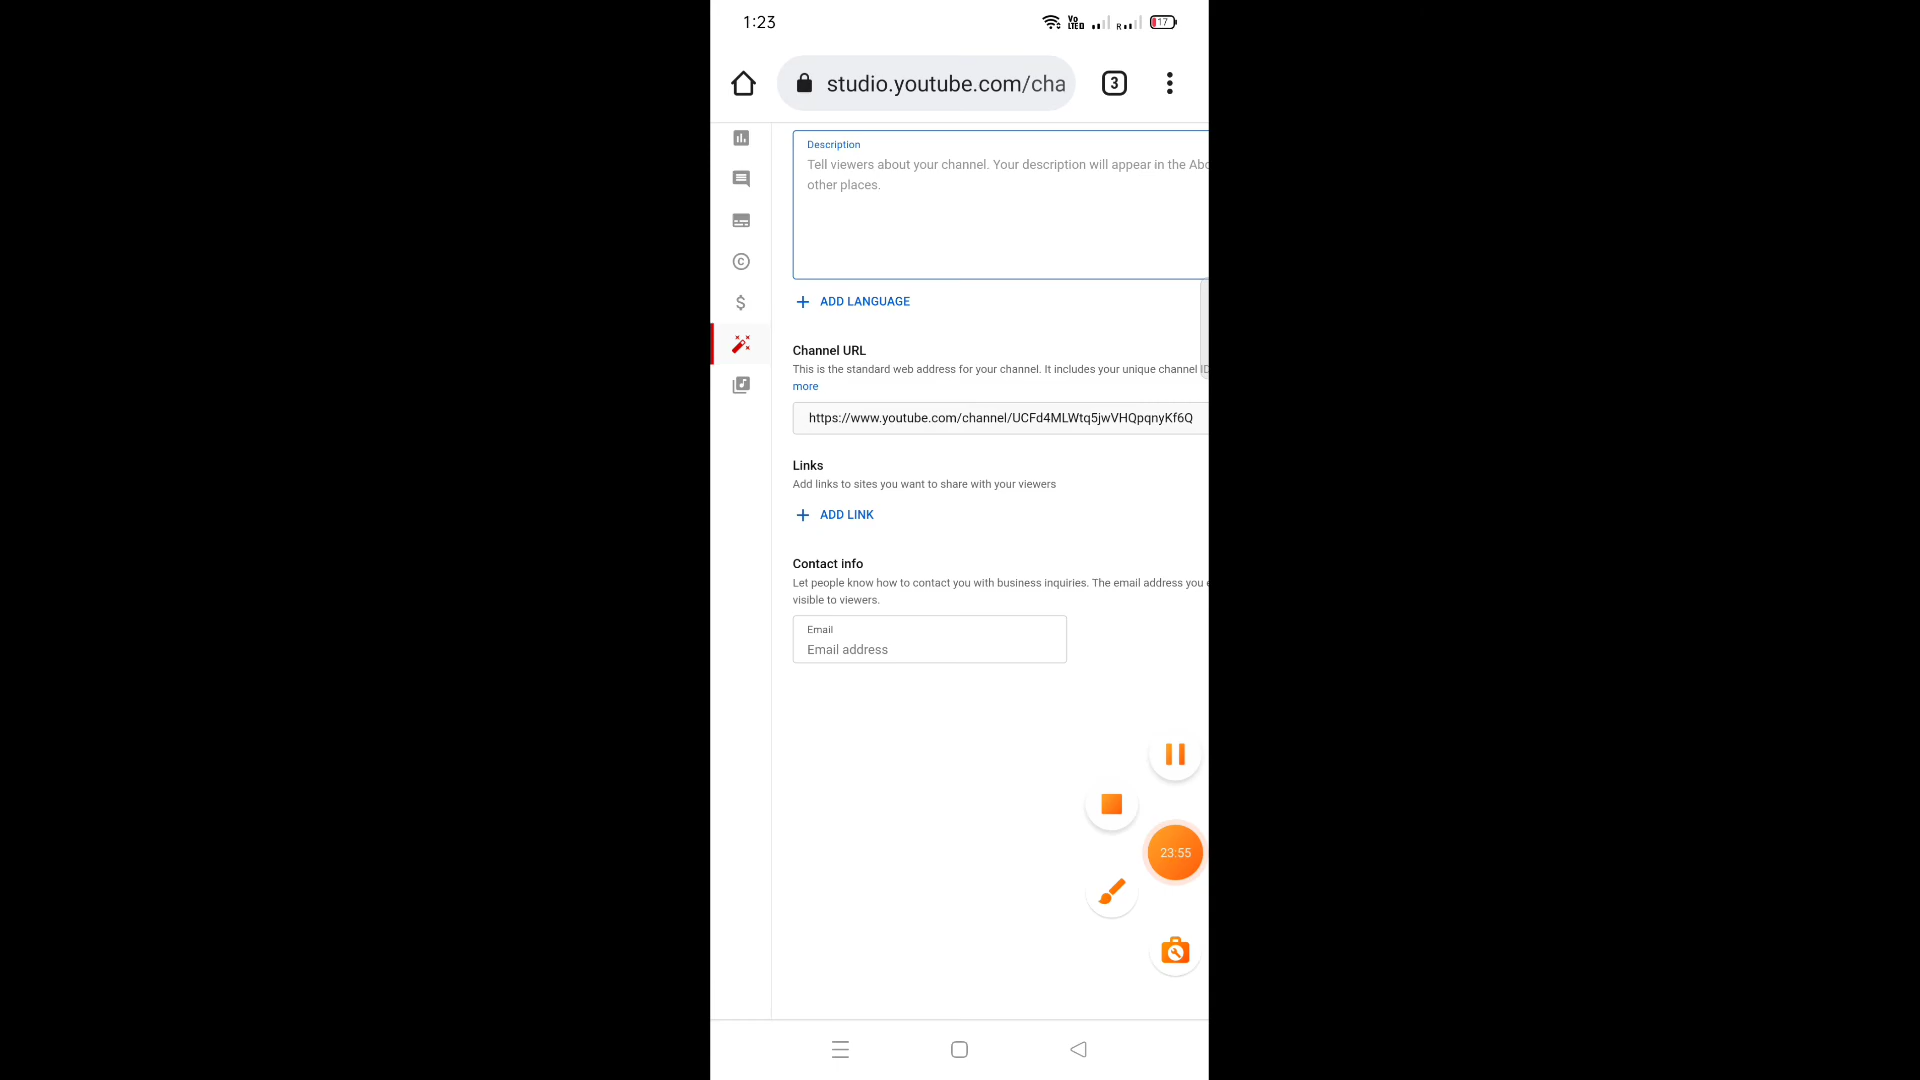 1:23
Vo
LTED
R
17
studio.youtube.com/cha
3
Description
Tell viewers about your channel. Your description will appear in the Abo
other places.
ADD LANGUAGE
Channel URL
This is the standard web address for your channel. It includes your unique channel ID
more
https://www.youtube.com/channel/UCFd4MLWtq5jwVHQpqnyKf6Q
Links
Add links to sites you want to share with your viewers
ADD LINK
Contact info
Let people know how to contact you with business inquiries. The email address you e
visible to viewers.
Email
Email address
23:55